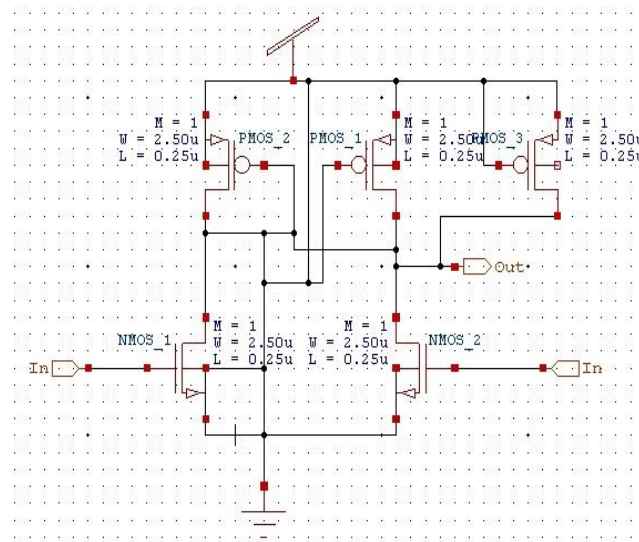 M = 1
W = 2.50u
L = 0.25u
PMOS_2
PMOS_1
M = 1
W = 2.50u
L = 0.25u
PMOS_3
M = 1
W = 2.50u
L = 0.25u
Out
NMOS_1
M = 1
W = 2.50u
L = 0.25u
M = 1
W = 2.50u
L = 0.25u
NMOS_2
In
In